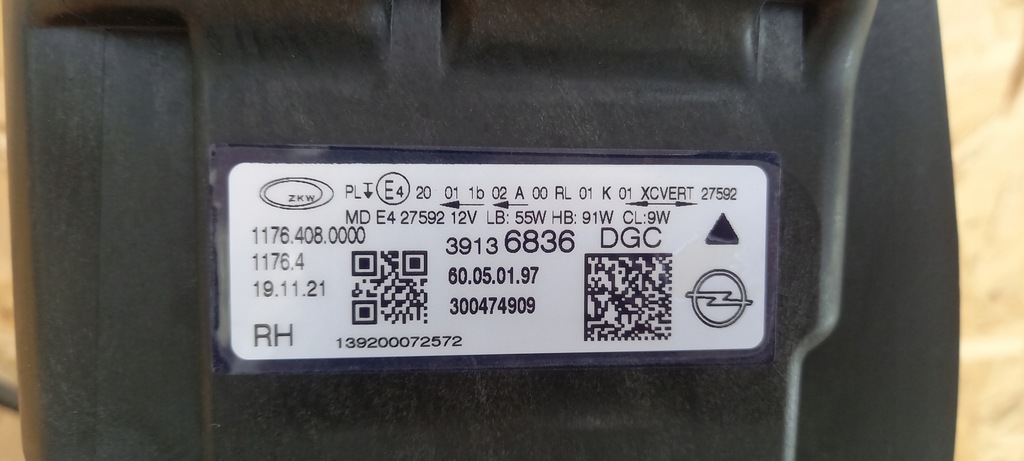 ZKW PL E4 20 01 1b 02 A 00 RL 01 K 01 XCVERT 27592
MD E4 27592 12V LB: 55W HB: 91W CL:9W
1176.408.0000 39136836 DGC
1176.4 60.05.01.97
19.11.21 300474909
RH 139200072572